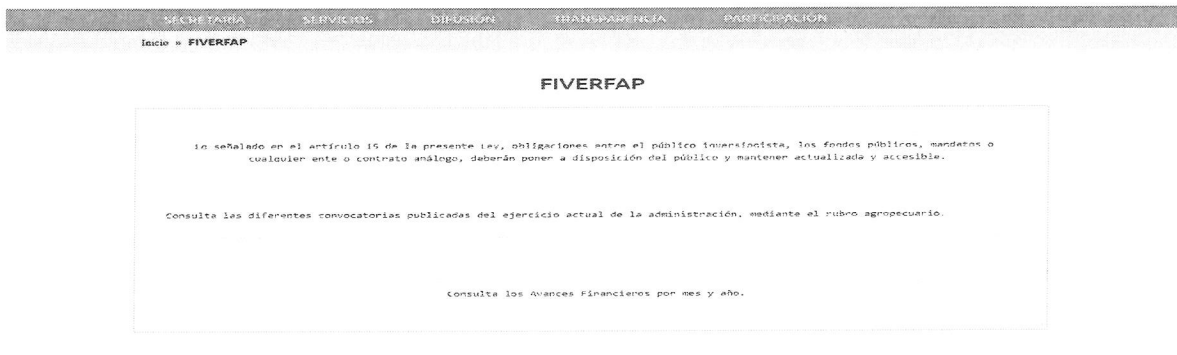 SECRETARÍA SERVICIOS DIFUSIÓN TRANSPARENCIA PARTICIPACIÓN
Inicio » FIVERFAP
FIVERFAP
Lo señalado en el artículo 15 de la presente Ley, obligaciones entre el público inversionista, los fondos públicos, mandatos o
cualquier ente o contrato análogo, deberán poner a disposición del público y mantener actualizada y accesible.
Consulta las diferentes convocatorias publicadas del ejercicio actual de la administración, mediante el rubro agropecuario.
Consulta los Avances Financieros por mes y año.